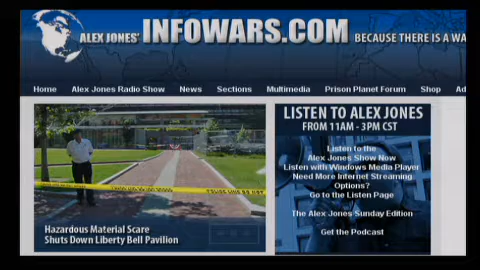 ALEX JONES' INFOWARS.COM BECAUSE THERE IS A WA
Home Alex Jones Radio Show News Sections Multimedia Prison Planet Forum Shop Ad
LISTEN TO ALEX JONES
FROM 11AM - 3PM CST
Listen to the
Alex Jones Show Now
Listen with Windows Media Player
Need More Internet Streaming
Options?
Go to the Listen Page
The Alex Jones Sunday Edition
Get the Podcast
Hazardous Material Scare
Shuts Down Liberty Bell Pavilion